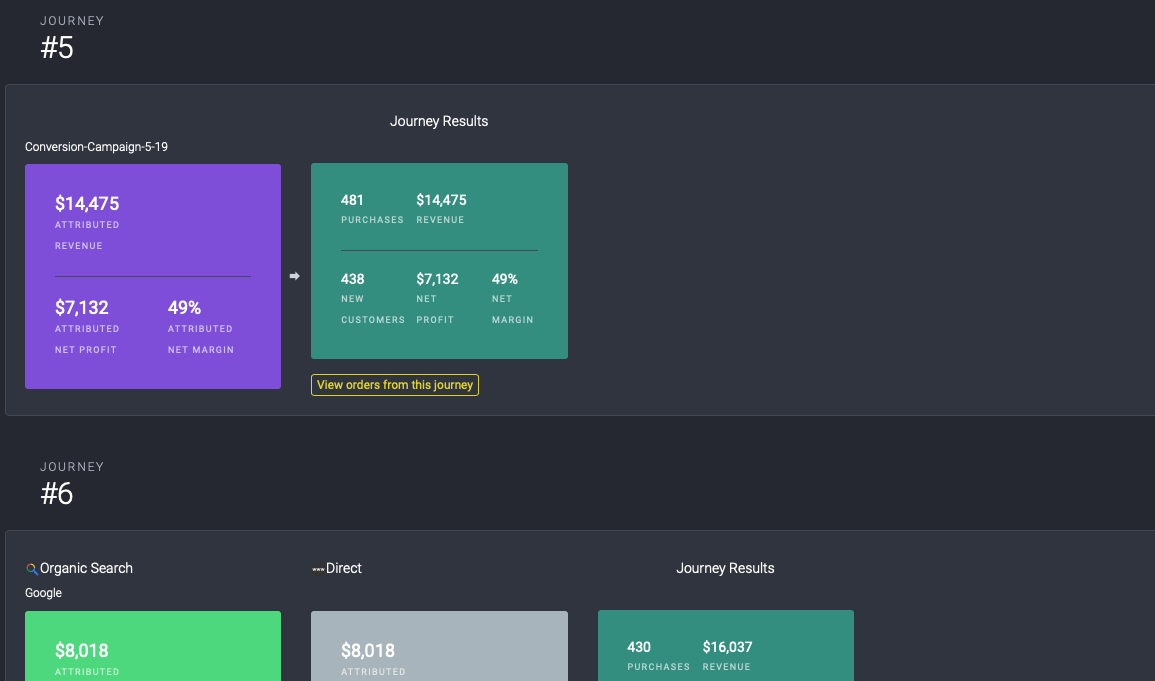 JOURNEY
#5
Journey Results
Conversion-Campaign-5-19
$14,475
ATTRIBUTED
REVENUE
$7,132
ATTRIBUTED
NET PROFIT
49%
ATTRIBUTED
NET MARGIN
481
PURCHASES
$14,475
REVENUE
438
NEW
CUSTOMERS
$7,132
NET
PROFIT
49%
NET
MARGIN
View orders from this journey
JOURNEY
#6
Organic Search
Google
$8,018
ATTRIBUTED
www Direct
$8,018
ATTRIBUTED
Journey Results
430
PURCHASES
$16,037
REVENUE